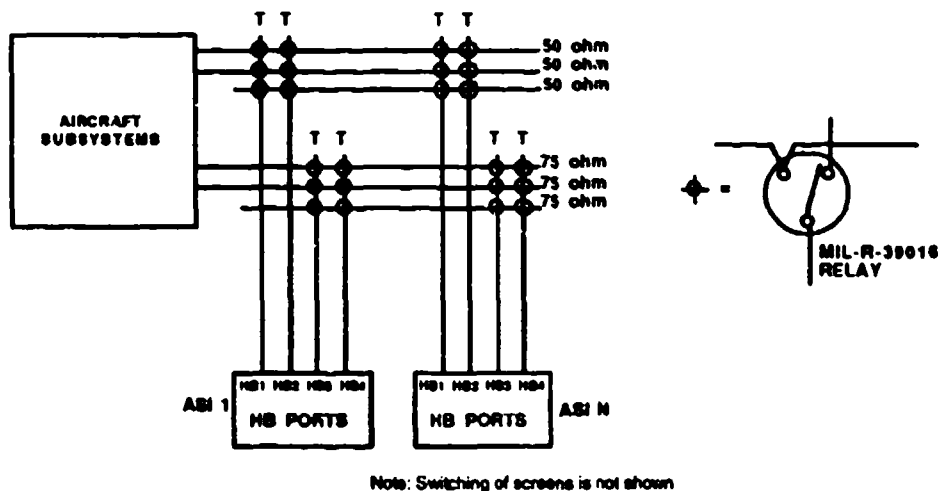 T T T T
50 ohm
50 ohm
50 ohm
AIRCRAFT
SUBSYSTEMS
T T T T
75 ohm
75 ohm
75 ohm
=
MIL-R-39016
RELAY
HB1 HB2 HB3 HB4 HB1 HB2 HB3 HB4
ASI 1 HB PORTS HB PORTS ASI N
Note: Switching of screens is not shown